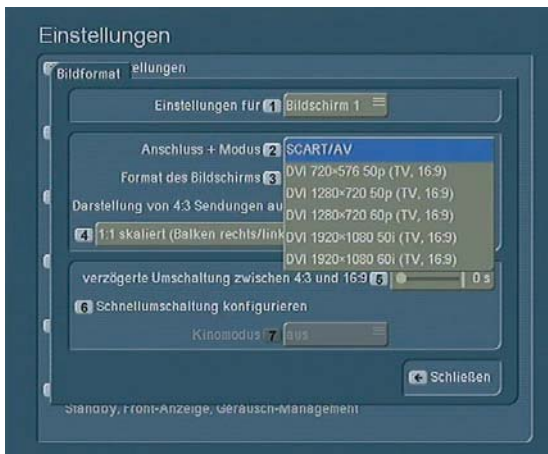 Einstellungen
Bildformat ellungen
Einstellungen für 1 Bildschirm 1
Anschluss + Modus 2 SCART/AV
DVI 720×576 50p (TV, 16:9)
Format des Bildschirms 3
DVI 1280×720 50p (TV, 16:9)
Darstellung von 4:3 Sendungen au
DVI 1280×720 60p (TV, 16:9)
4 1:1 skaliert (Balken rechts/link
DVI 1920×1080 50i (TV, 16:9)
DVI 1920×1080 60i (TV, 16:9)
verzögerte Umschaltung zwischen 4:3 und 16:9 5 0 s
6 Schnellumschaltung konfigurieren
Kinomodus 7 aus
Schließen
Standby, Front-Anzeige, Geräusch-Management